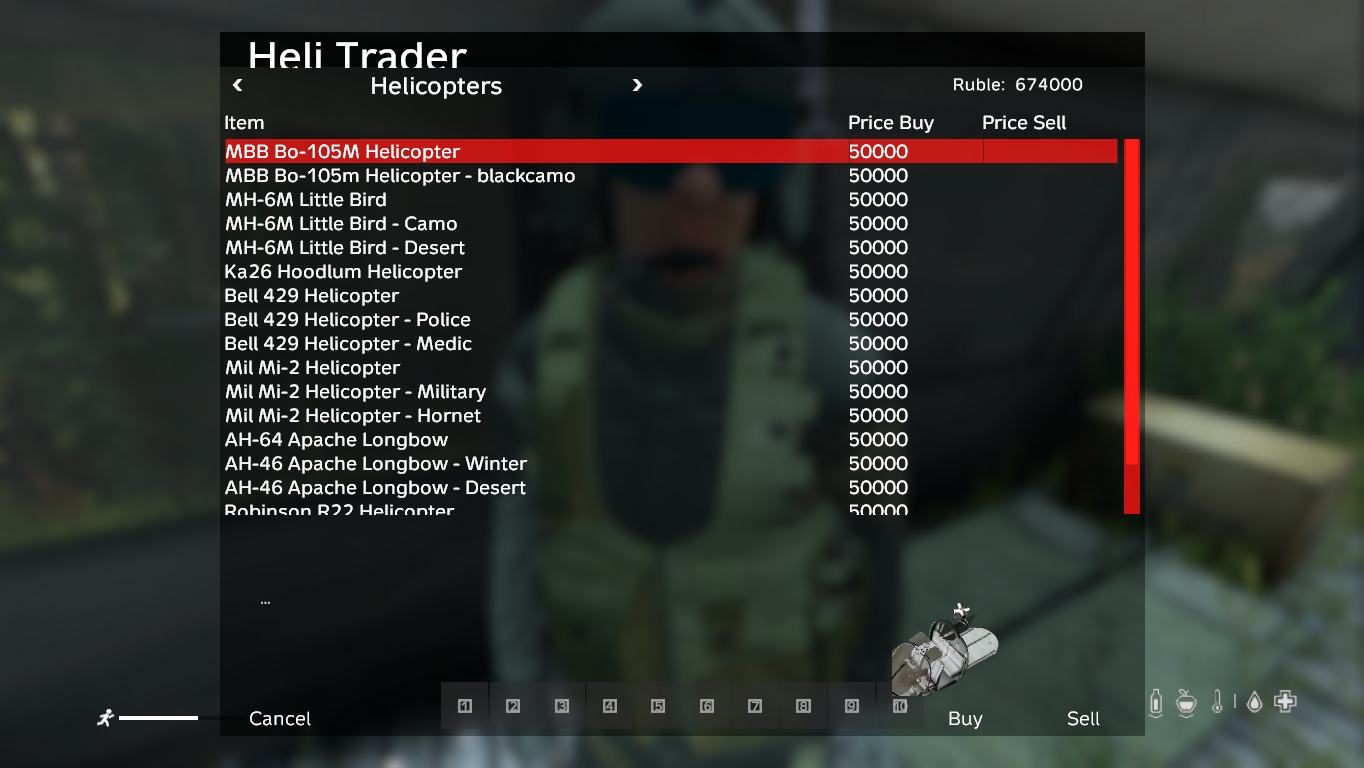 Heli Trader
‹ Helicopters › Ruble: 674000
Item Price Buy Price Sell
MBB Bo-105M Helicopter 50000
MBB Bo-105m Helicopter - blackcamo 50000
MH-6M Little Bird 50000
MH-6M Little Bird - Camo 50000
MH-6M Little Bird - Desert 50000
Ka26 Hoodlum Helicopter 50000
Bell 429 Helicopter 50000
Bell 429 Helicopter - Police 50000
Bell 429 Helicopter - Medic 50000
Mil Mi-2 Helicopter 50000
Mil Mi-2 Helicopter - Military 50000
Mil Mi-2 Helicopter - Hornet 50000
AH-64 Apache Longbow 50000
AH-46 Apache Longbow - Winter 50000
AH-46 Apache Longbow - Desert 50000
Robinson R22 Helicopter 50000
...
1 2 3 4 5 6 7 8 9 10
Cancel Buy Sell